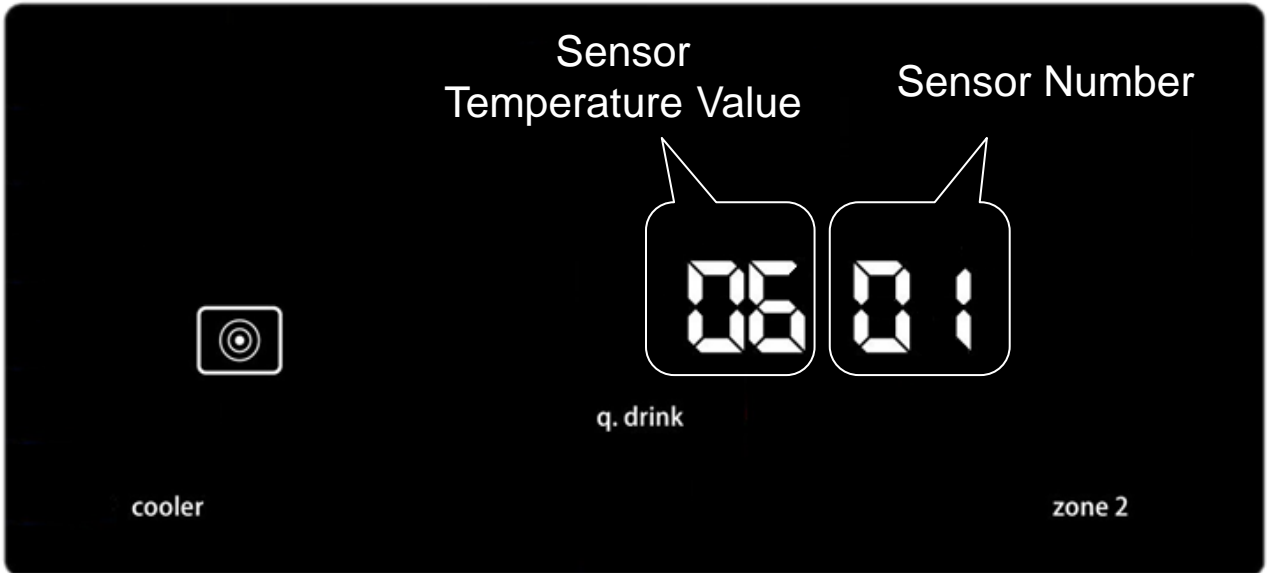 Sensor
Temperature Value
Sensor Number
06 01
q. drink
cooler
zone 2